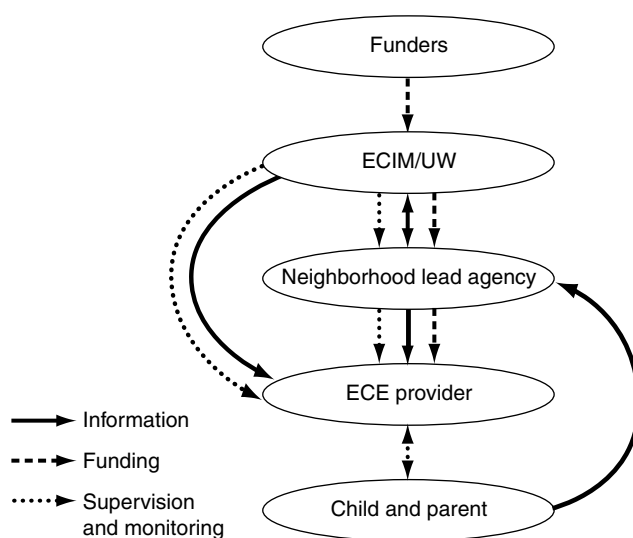 Funders
ECIM/UW
Neighborhood lead agency
ECE provider
Child and parent
Information
Funding
Supervision
and monitoring